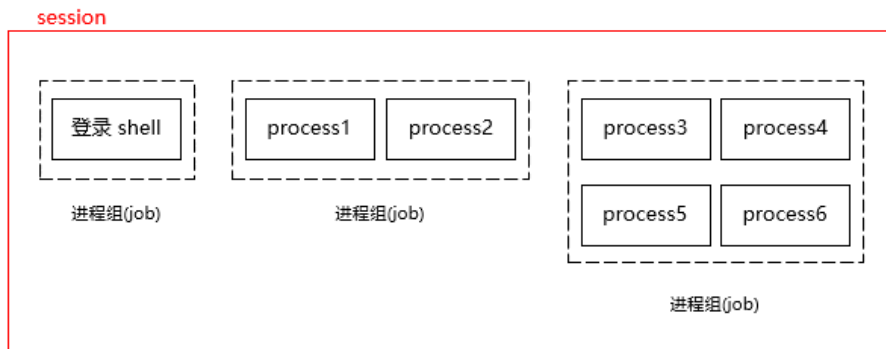 session
登录 shell
process1
process2
process3
process4
进程组(job)
进程组(job)
process5
process6
进程组(job)